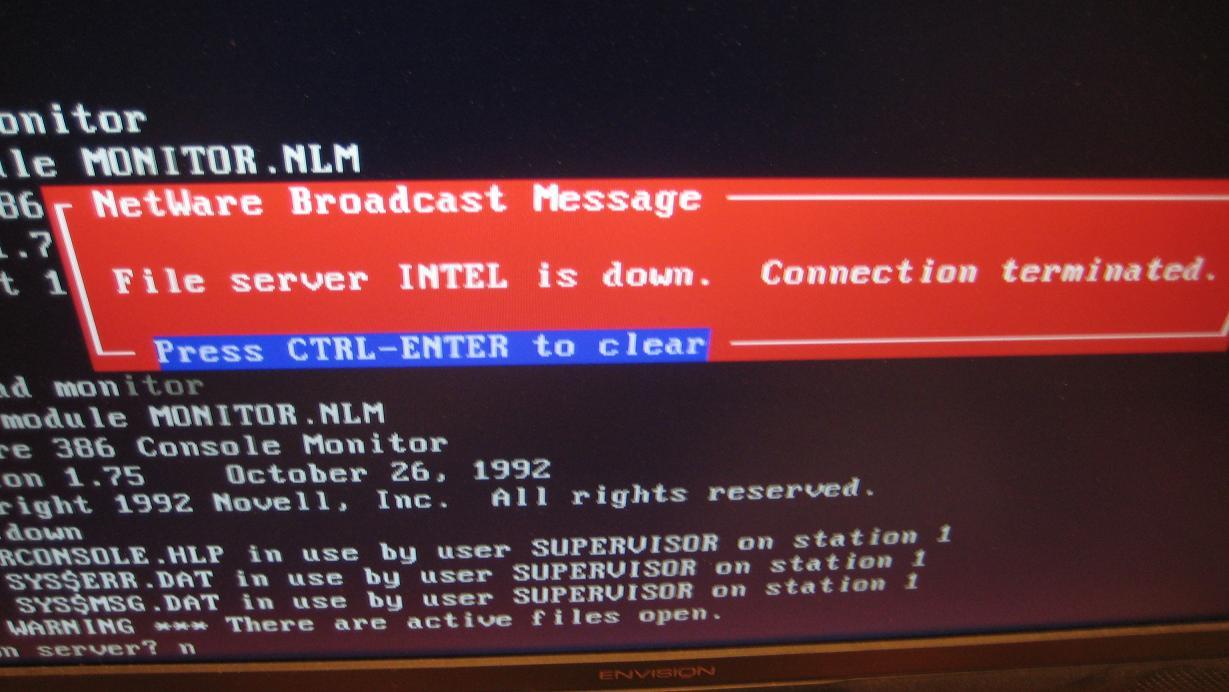 onitor
le MONITOR.NLM
86
NetWare Broadcast Message
1.7
File server INTEL is down. Connection terminated.
t 1
Press CTRL-ENTER to clear
ad monitor
module MONITOR.NLM
re 386 Console Monitor
on 1.75 October 26, 1992
right 1992 Novell, Inc. All rights reserved.
:down
RCONSOLE.HLP in use by user SUPERVISOR on station 1
SYS$ERR.DAT in use by user SUPERVISOR on station 1
SYS$MSG.DAT in use by user SUPERVISOR on station 1
WARNING *** There are active files open.
n server? n
ENVISION